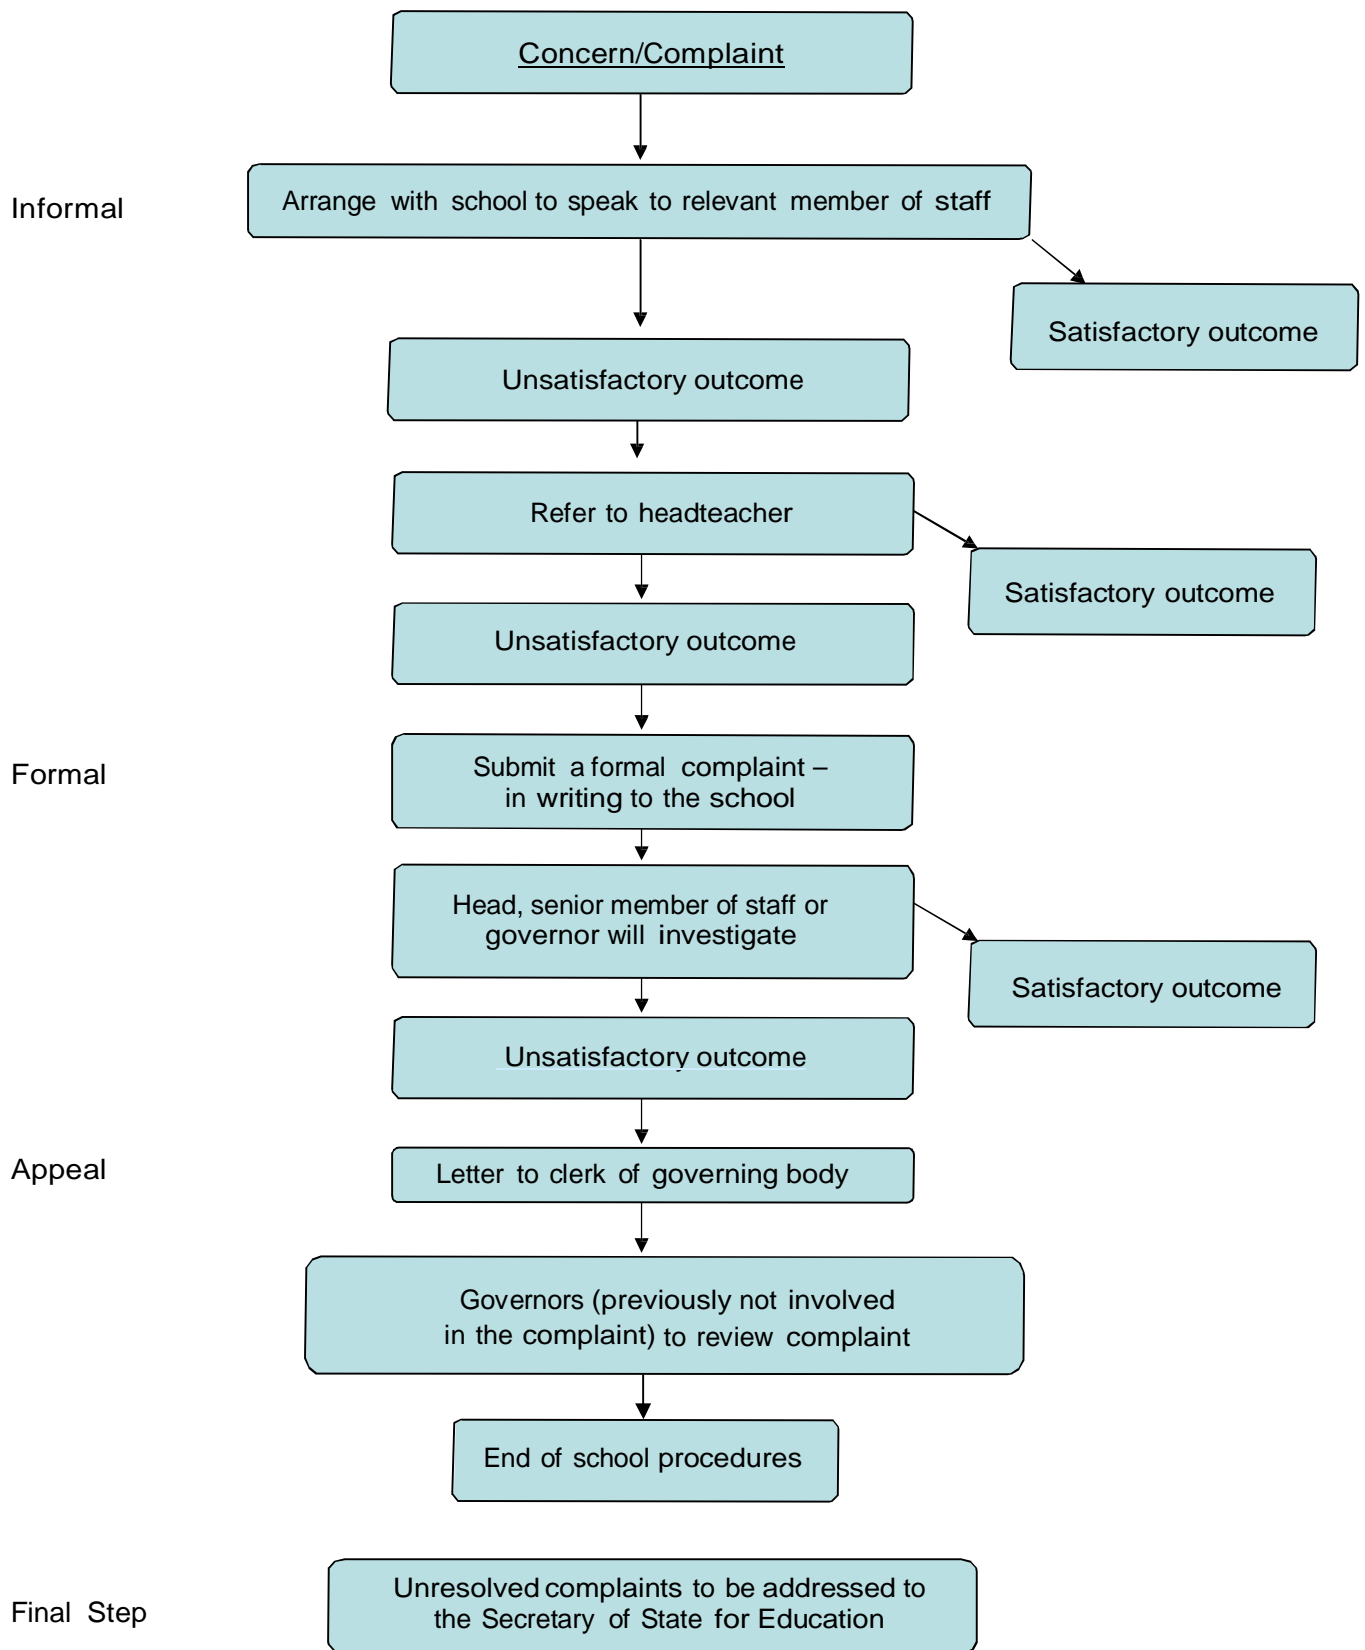 Concern/Complaint
Informal
Arrange with school to speak to relevant member of staff
Satisfactory outcome
Unsatisfactory outcome
Refer to headteacher
Satisfactory outcome
Unsatisfactory outcome
Formal
Submit a formal complaint –
in writing to the school
Head, senior member of staff or
governor will investigate
Satisfactory outcome
Unsatisfactory outcome
Appeal
Letter to clerk of governing body
Governors (previously not involved
in the complaint) to review complaint
End of school procedures
Final Step
Unresolved complaints to be addressed to
the Secretary of State for Education